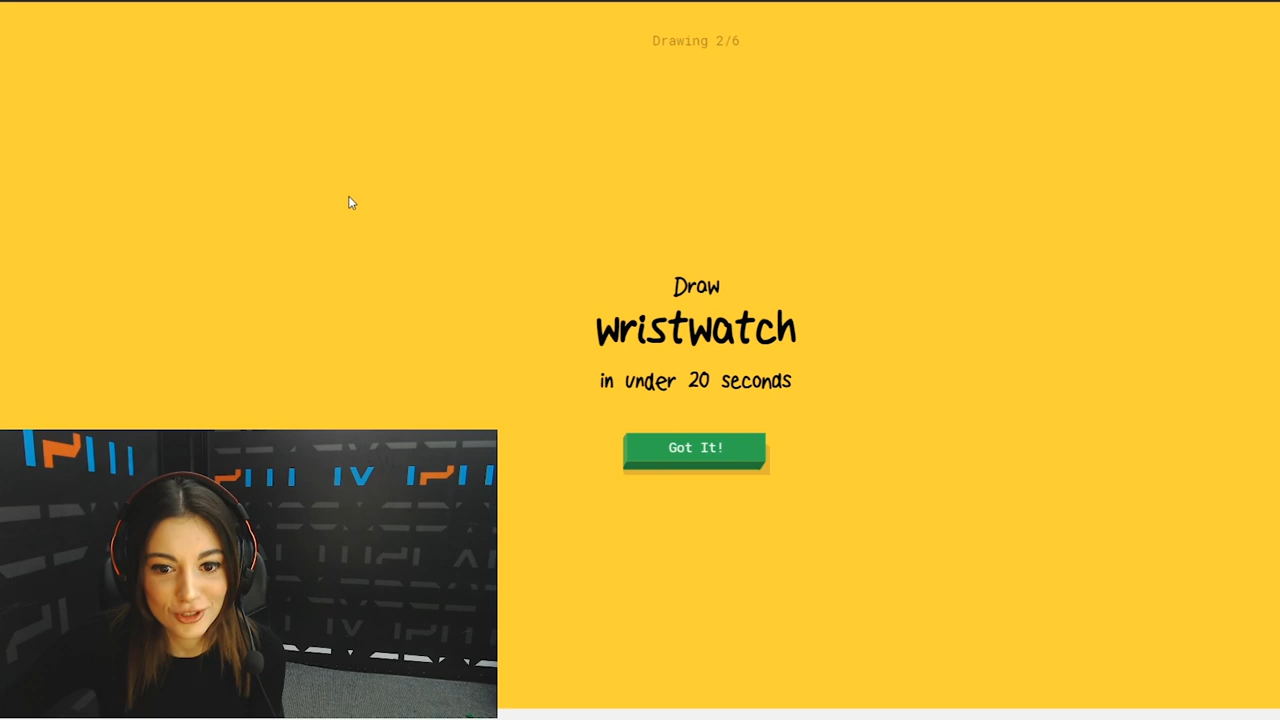 Drawing 2/6
Draw
wristwatch
in under 20 seconds
Got It!